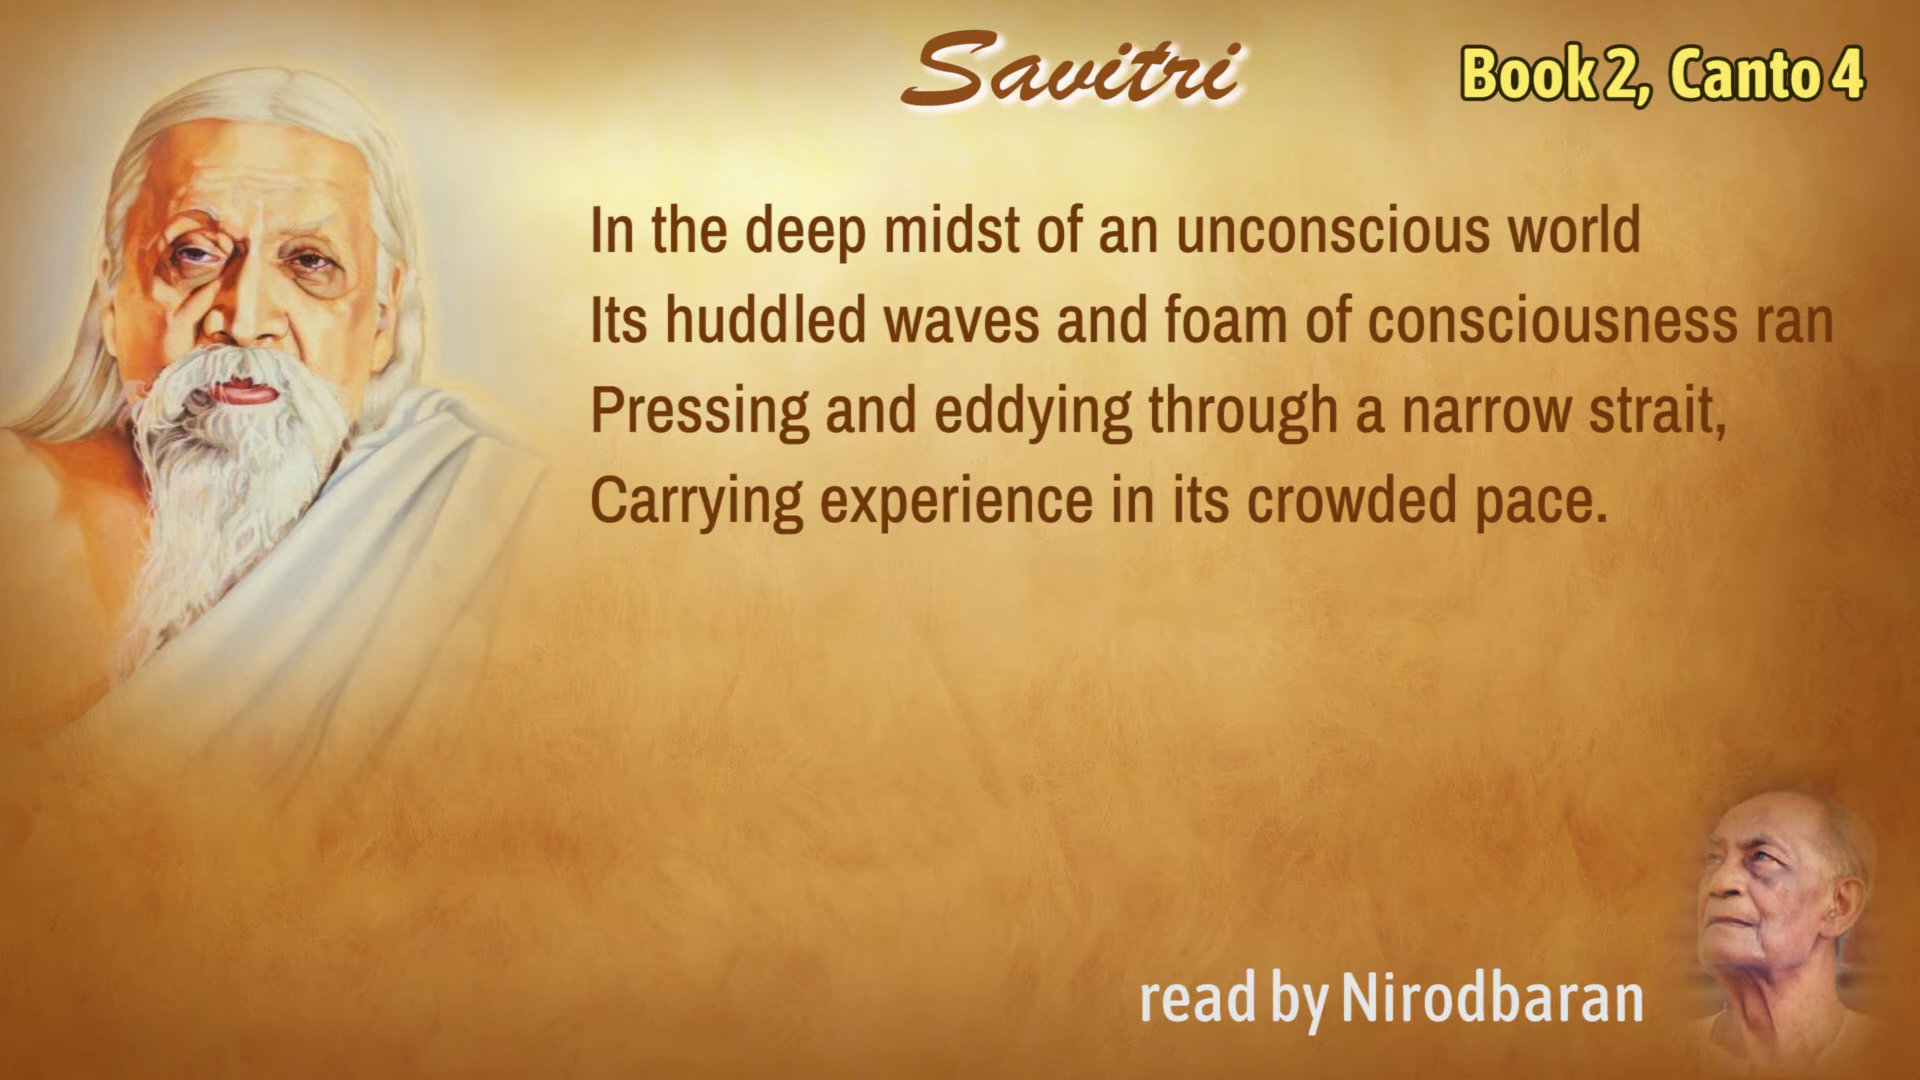 Savitri
Book 2, Canto 4
In the deep midst of an unconscious world
Its huddled waves and foam of consciousness ran
Pressing and eddying through a narrow strait,
Carrying experience in its crowded pace.
read by Nirodbaran